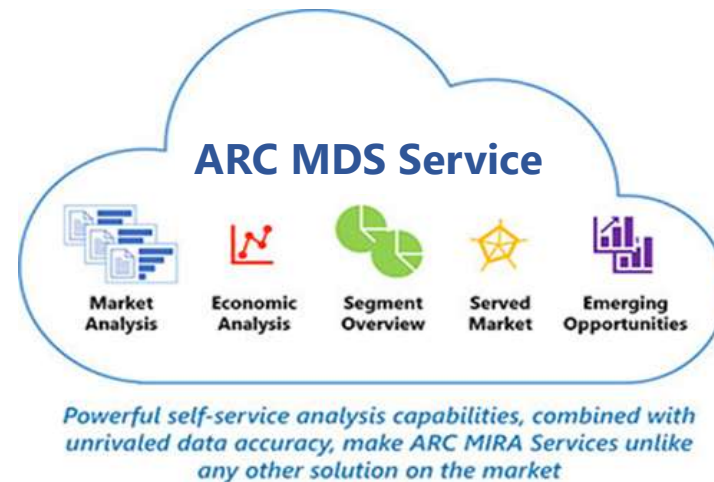 ARC MDS Service
Market Analysis
Economic Analysis
Segment Overview
Served Market
Emerging Opportunities
Powerful self-service analysis capabilities, combined with
unrivaled data accuracy, make ARC MIRA Services unlike
any other solution on the market